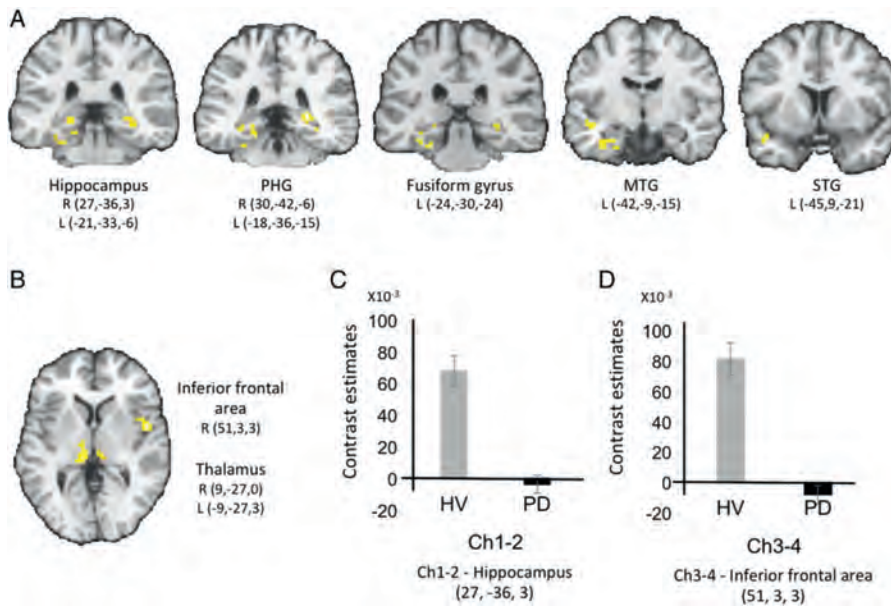 A
Hippocampus
R (27,-36,3)
L (-21,-33,-6)
PHG
R (30,-42,-6)
L (-18,-36,-15)
Fusiform gyrus
L (-24,-30,-24)
MTG
L (-42,-9,-15)
STG
L (-45,9,-21)
B
Inferior frontal
area
R (51,3,3)
Thalamus
R (9,-27,0)
L (-9,-27,3)
C
X10⁻³
Contrast estimates
100
80
60
40
20
0
-20
HV
PD
Ch1-2
Ch1-2 - Hippocampus
(27, -36, 3)
D
X10⁻³
Contrast estimates
100
80
60
40
20
0
-20
HV
PD
Ch3-4
Ch3-4 - Inferior frontal area
(51, 3, 3)